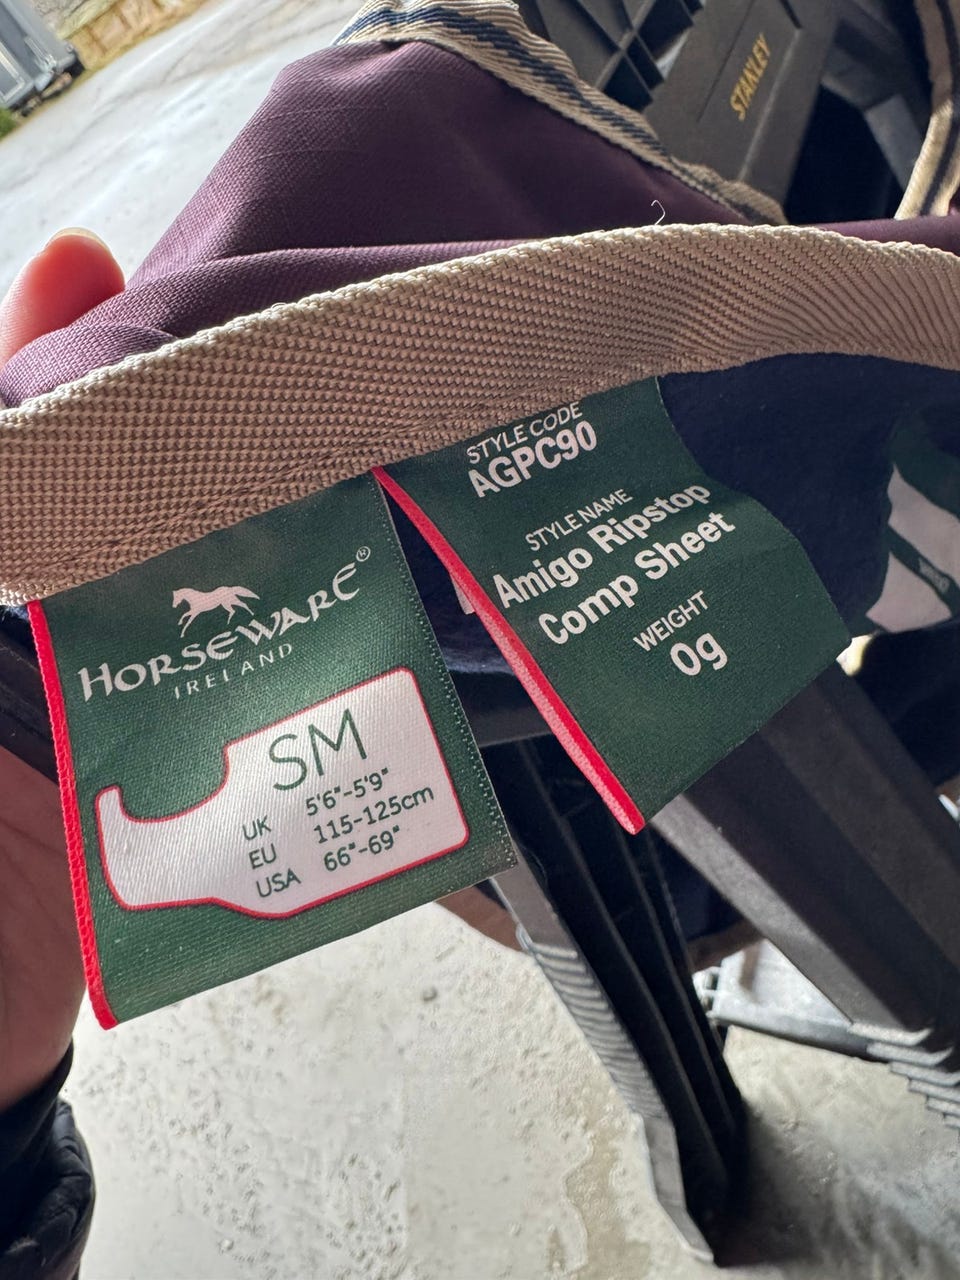 STANLEY
STYLE CODE
AGPC90
STYLE NAME
Amigo Ripstop
Comp Sheet
WEIGHT
0g
HORSEWARE®
IRELAND
SM
UK 5'6"-5'9"
EU 115-125cm
USA 66"-69"